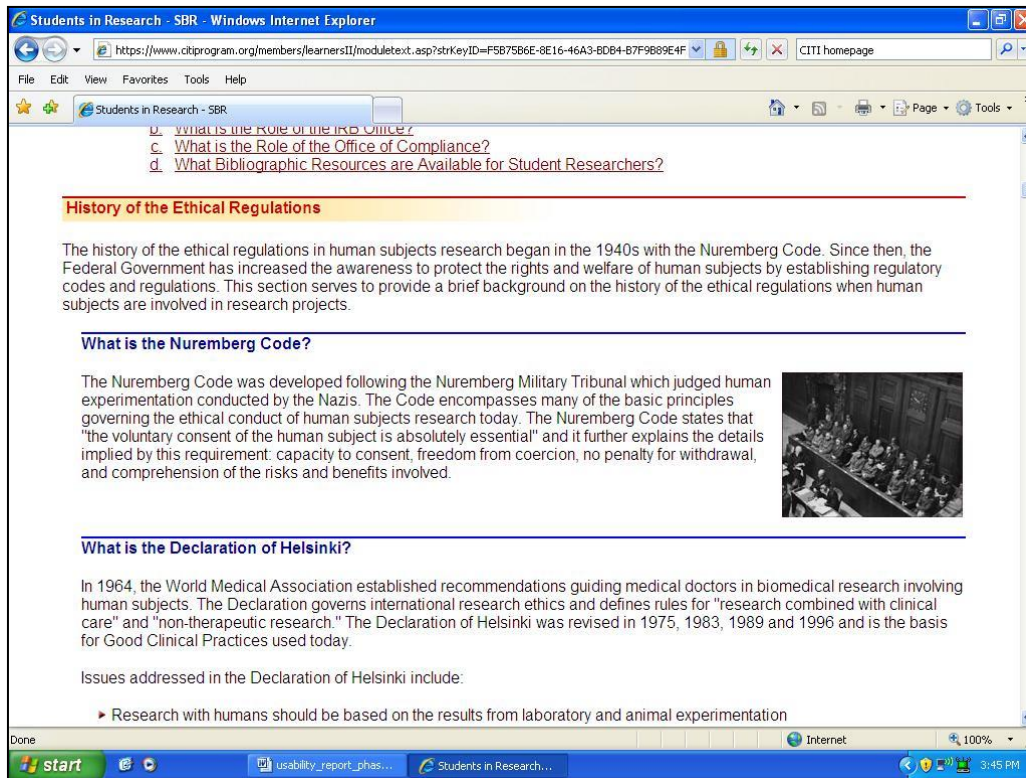 Students in Research - SBR - Windows Internet Explorer
https://www.citiprogram.org/members/learnersII/moduletext.asp?strKeyID=F5B75B6E-8E16-46A3-BDB4-B7F9B89E4F
CITI homepage
File Edit View Favorites Tools Help
Students in Research - SBR
Page
Tools
b. What is the Role of the IRB Office?
c. What is the Role of the Office of Compliance?
d. What Bibliographic Resources are Available for Student Researchers?
History of the Ethical Regulations
The history of the ethical regulations in human subjects research began in the 1940s with the Nuremberg Code. Since then, the
Federal Government has increased the awareness to protect the rights and welfare of human subjects by establishing regulatory
codes and regulations. This section serves to provide a brief background on the history of the ethical regulations when human
subjects are involved in research projects.
What is the Nuremberg Code?
The Nuremberg Code was developed following the Nuremberg Military Tribunal which judged human
experimentation conducted by the Nazis. The Code encompasses many of the basic principles
governing the ethical conduct of human subjects research today. The Nuremberg Code states that
"the voluntary consent of the human subject is absolutely essential" and it further explains the details
implied by this requirement: capacity to consent, freedom from coercion, no penalty for withdrawal,
and comprehension of the risks and benefits involved.
What is the Declaration of Helsinki?
In 1964, the World Medical Association established recommendations guiding medical doctors in biomedical research involving
human subjects. The Declaration governs international research ethics and defines rules for "research combined with clinical
care" and "non-therapeutic research." The Declaration of Helsinki was revised in 1975, 1983, 1989 and 1996 and is the basis
for Good Clinical Practices used today.
Issues addressed in the Declaration of Helsinki include:
Research with humans should be based on the results from laboratory and animal experimentation
Done
Internet
100%
start
usability_report_phas...
Students in Research...
3:45 PM